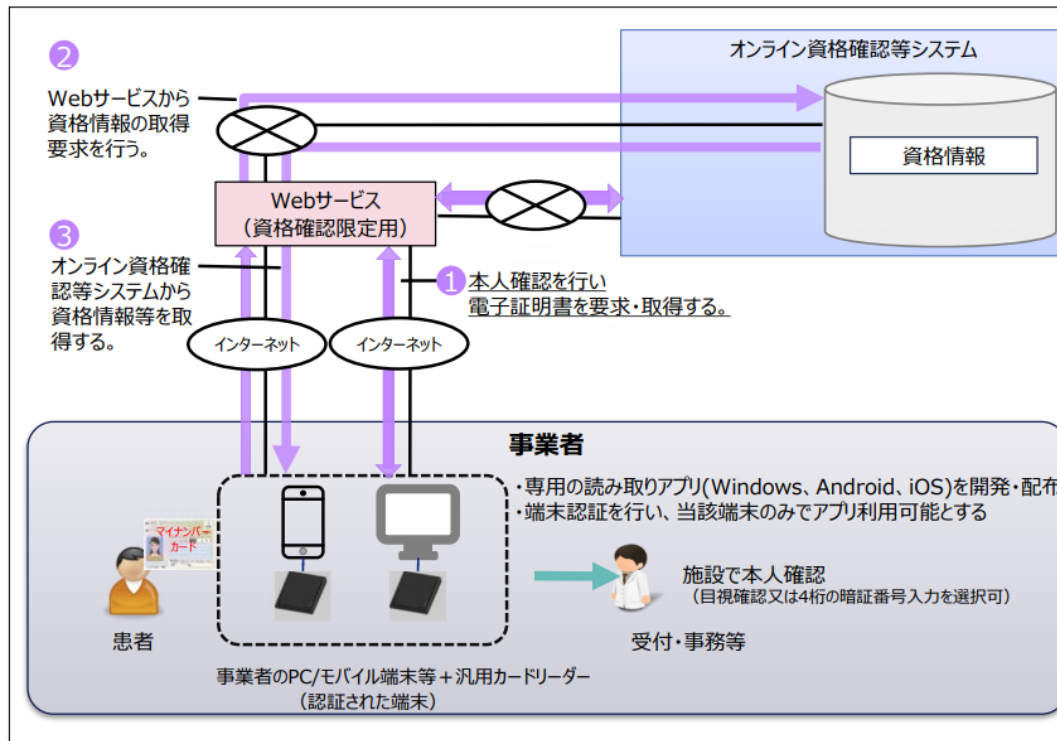 オンライン資格確認等システム
資格情報
2
Webサービスから
資格情報の取得
要求を行う。
Webサービス
(資格確認限定用)
3
オンライン資格確
認等システムから
資格情報等を取
得する。
1
本人確認を行い
電子証明書を要求・取得する。
インターネット
インターネット
事業者
・専用の読み取りアプリ(Windows、Android、iOS)を開発・配布
・端末認証を行い、当該端末のみでアプリ利用可能とする
マイナンバー
カード
患者
施設で本人確認
(目視確認又は4桁の暗証番号入力を選択可)
受付・事務等
事業者のPC/モバイル端末等+汎用カードリーダー
(認証された端末)